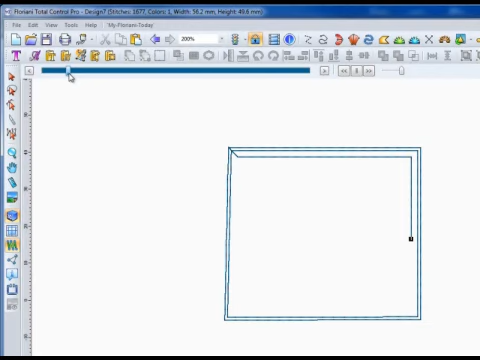 Floriani Total Control Pro - Design7 (Stitches: 1677, Colors: 1, Width: 56.2 mm, Height: 49.6 mm)
File Edit View Tools Help "My Floriani-Today"
200%